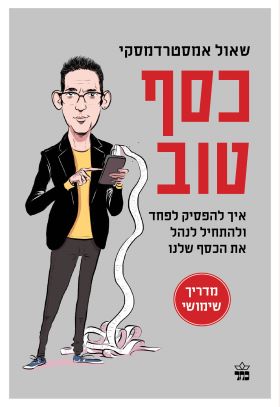 שאול אמסטרדמסקי
כסף
טוב
איך להפסיק לפחד
ולהתחיל לנהל
את הכסף שלנו
מדריך
שימושי
כתר